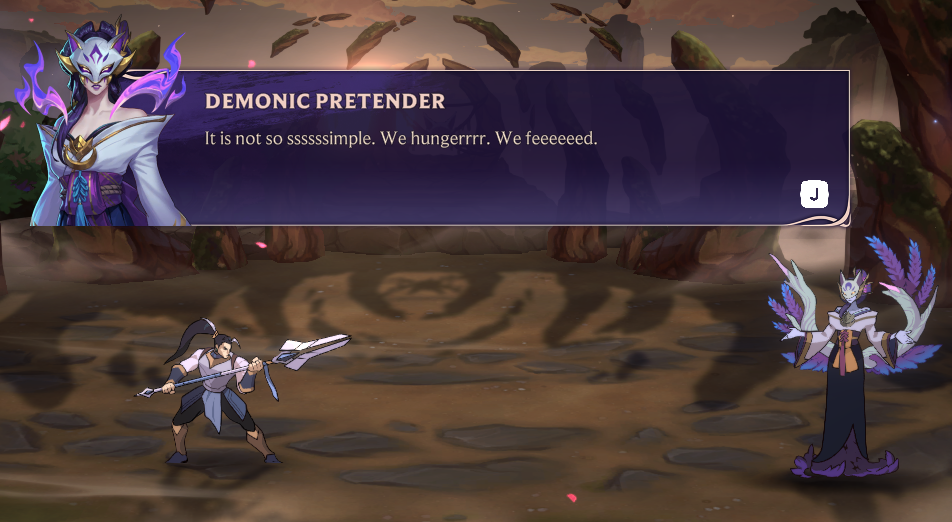 DEMONIC PRETENDER
It is not so ssssssimple. We hungerrrr. We feeeeeed.
J